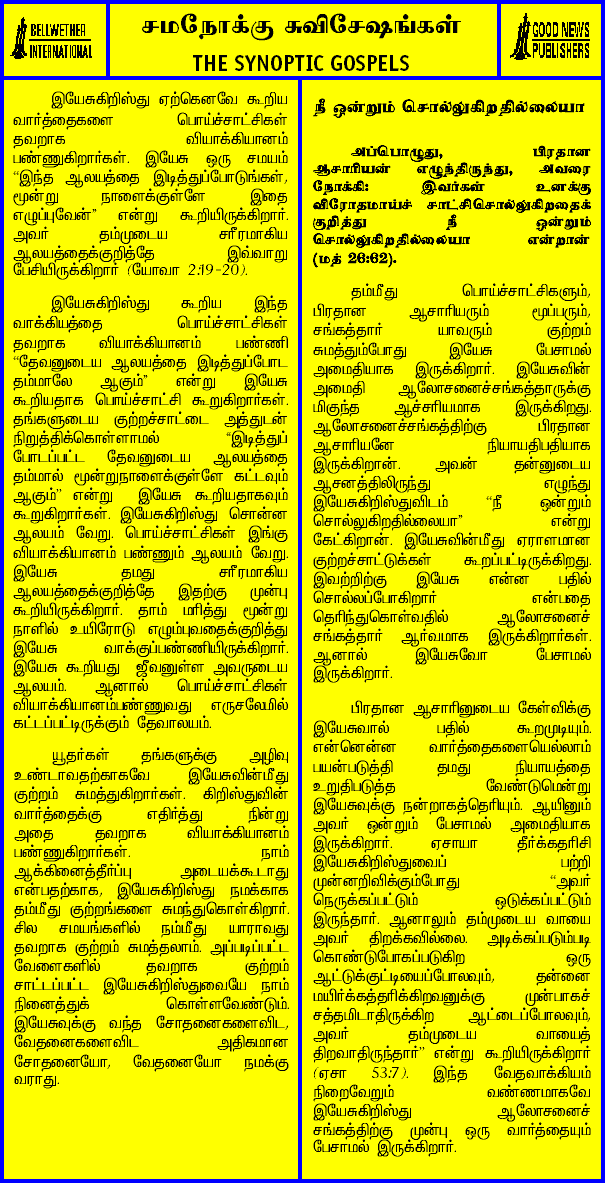 BELLWETHER
INTERNATIONAL
சமநோக்கு சுவிசேஷங்கள்
THE SYNOPTIC GOSPELS
GOOD NEWS
PUBLISHERS
இயேசுகிறிஸ்து ஏற்கெனவே கூறிய
வார்த்தைகளை பொய்ச்சாட்சிகள்
தவறாக வியாக்கியானம்
பண்ணுகிறார்கள். இயேசு ஒரு சமயம்
“இந்த ஆலயத்தை இடித்துப்போடுங்கள்,
மூன்று நாளைக்குள்ளே இதை
எழுப்புவேன்” என்று கூறியிருக்கிறார்.
அவர் தம்முடைய சரீரமாகிய
ஆலயத்தைக்குறித்தே இவ்வாறு
பேசியிருக்கிறார் (யோவா 2:19-20).
இயேசுகிறிஸ்து கூறிய இந்த
வாக்கியத்தை பொய்ச்சாட்சிகள்
தவறாக வியாக்கியானம் பண்ணி
“தேவனுடைய ஆலயத்தை இடித்துப்போட
தம்மாலே ஆகும்” என்று இயேசு
கூறியதாக பொய்ச்சாட்சி கூறுகிறார்கள்.
தங்களுடைய குற்றச்சாட்டை அத்துடன்
நிறுத்திக்கொள்ளாமல் “இடித்துப்
போடப்பட்ட தேவனுடைய ஆலயத்தை
தம்மால் மூன்றுநாளைக்குள்ளே கட்டவும்
ஆகும்” என்று இயேசு கூறியதாகவும்
கூறுகிறார்கள். இயேசுகிறிஸ்து சொன்ன
ஆலயம் வேறு. பொய்ச்சாட்சிகள் இங்கு
வியாக்கியானம் பண்ணும் ஆலயம் வேறு.
இயேசு தமது சரீரமாகிய
ஆலயத்தைக்குறித்தே இதற்கு முன்பு
கூறியிருக்கிறார். தாம் மரித்து மூன்று
நாளில் உயிரோடு எழும்புவதைக்குறித்து
இயேசு வாக்குப்பண்ணியிருக்கிறார்.
இயேசு கூறியது ஜீவனுள்ள அவருடைய
ஆலயம். ஆனால் பொய்ச்சாட்சிகள்
வியாக்கியானம்பண்ணுவது எருசலேமில்
கட்டப்பட்டிருக்கும் தேவாலயம்.
யூதர்கள் தங்களுக்கு அழிவு
உண்டாவதற்காகவே இயேசுவின்மீது
குற்றம் சுமத்துகிறார்கள். கிறிஸ்துவின்
வார்த்தைக்கு எதிர்த்து நின்று
அதை தவறாக வியாக்கியானம்
பண்ணுகிறார்கள். நாம்
ஆக்கினைத்தீர்ப்பு அடையக்கூடாது
என்பதற்காக, இயேசுகிறிஸ்து நமக்காக
தம்மீது குற்றங்களை சுமந்துகொள்கிறார்.
சில சமயங்களில் நம்மீது யாராவது
தவறாக குற்றம் சுமத்தலாம். அப்படிப்பட்ட
வேளைகளில் தவறாக குற்றம்
சாட்டப்பட்ட இயேசுகிறிஸ்துவையே நாம்
நினைத்துக் கொள்ளவேண்டும்.
இயேசுவுக்கு வந்த சோதனைகளைவிட,
வேதனைகளைவிட அதிகமான
சோதனையோ, வேதனையோ நமக்கு
வராது.
நீ ஒன்றும் சொல்லுகிறதில்லையா
அப்பொழுது, பிரதான
ஆசாரியன் எழுந்திருந்து, அவரை
நோக்கி: இவர்கள் உனக்கு
விரோதமாய்ச் சாட்சிசொல்லுகிறதைக்
குறித்து நீ ஒன்றும்
சொல்லுகிறதில்லையா என்றான்
(மத் 26:62).
தம்மீது பொய்ச்சாட்சிகளும்,
பிரதான ஆசாரியரும் மூப்பரும்,
சங்கத்தார் யாவரும் குற்றம்
சுமத்தும்போது இயேசு பேசாமல்
அமைதியாக இருக்கிறார். இயேசுவின்
அமைதி ஆலோசனைச்சங்கத்தாருக்கு
மிகுந்த ஆச்சரியமாக இருக்கிறது.
ஆலோசனைச்சங்கத்திற்கு பிரதான
ஆசாரியனே நியாயதிபதியாக
இருக்கிறான். அவன் தன்னுடைய
ஆசனத்திலிருந்து எழுந்து
இயேசுகிறிஸ்துவிடம் “நீ ஒன்றும்
சொல்லுகிறதில்லையா” என்று
கேட்கிறான். இயேசுவின்மீது ஏராளமான
குற்றச்சாட்டுக்கள் கூறப்பட்டிருக்கிறது.
இவற்றிற்கு இயேசு என்ன பதில்
சொல்லப்போகிறார் என்பதை
தெரிந்துகொள்வதில் ஆலோசனைச்
சங்கத்தார் ஆர்வமாக இருக்கிறார்கள்.
ஆனால் இயேசுவோ பேசாமல்
இருக்கிறார்.
பிரதான ஆசாரினுடைய கேள்விக்கு
இயேசுவால் பதில் கூறமுடியும்.
என்னென்ன வார்த்தைகளையெல்லாம்
பயன்படுத்தி தமது நியாயத்தை
உறுதிபடுத்த வேண்டுமென்று
இயேசுவுக்கு நன்றாகத்தெரியும். ஆயினும்
அவர் ஒன்றும் பேசாமல் அமைதியாக
இருக்கிறார். ஏசாயா தீர்க்கதரிசி
இயேசுகிறிஸ்துவைப் பற்றி
முன்னறிவிக்கும்போது “அவர்
நெருக்கப்பட்டும் ஒடுக்கப்பட்டும்
இருந்தார். ஆனாலும் தம்முடைய வாயை
அவர் திறக்கவில்லை. அடிக்கப்படும்படி
கொண்டுபோகப்படுகிற ஒரு
ஆட்டுக்குட்டியைப்போலவும், தன்னை
மயிர்க்கத்தரிக்கிறவனுக்கு முன்பாகச்
சத்தமிடாதிருகிற ஆட்டைப்போலவும்,
அவர் தம்முடைய வாயைத்
திறவாதிருந்தார்” என்று கூறியிருக்கிறார்
(ஏசா 53:7). இந்த வேதவாக்கியம்
நிறைவேறும் வண்ணமாகவே
இயேசுகிறிஸ்து ஆலோசனைச்
சங்கத்திற்கு முன்பு ஒரு வார்த்தையும்
பேசாமல் இருக்கிறார்.